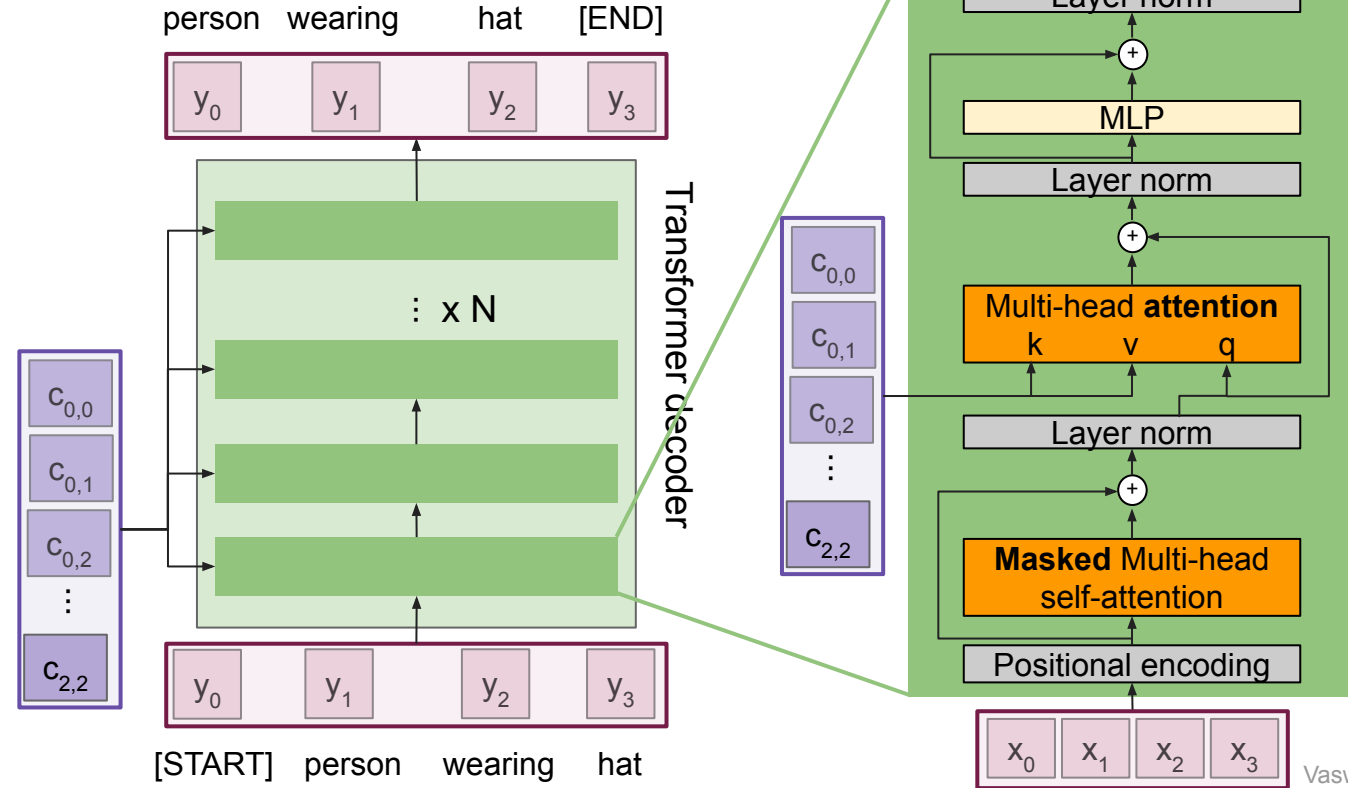 person wearing hat [END]
y0 y1 y2 y3
Transformer decoder
⋮ x N
c0,0
c0,1
c0,2
⋮
c2,2
y0 y1 y2 y3
[START] person wearing hat
Layer norm
+
MLP
Layer norm
+
Multi-head attention
k v q
c0,0
c0,1
c0,2
⋮
c2,2
Layer norm
+
Masked Multi-head
self-attention
Positional encoding
x0 x1 x2 x3